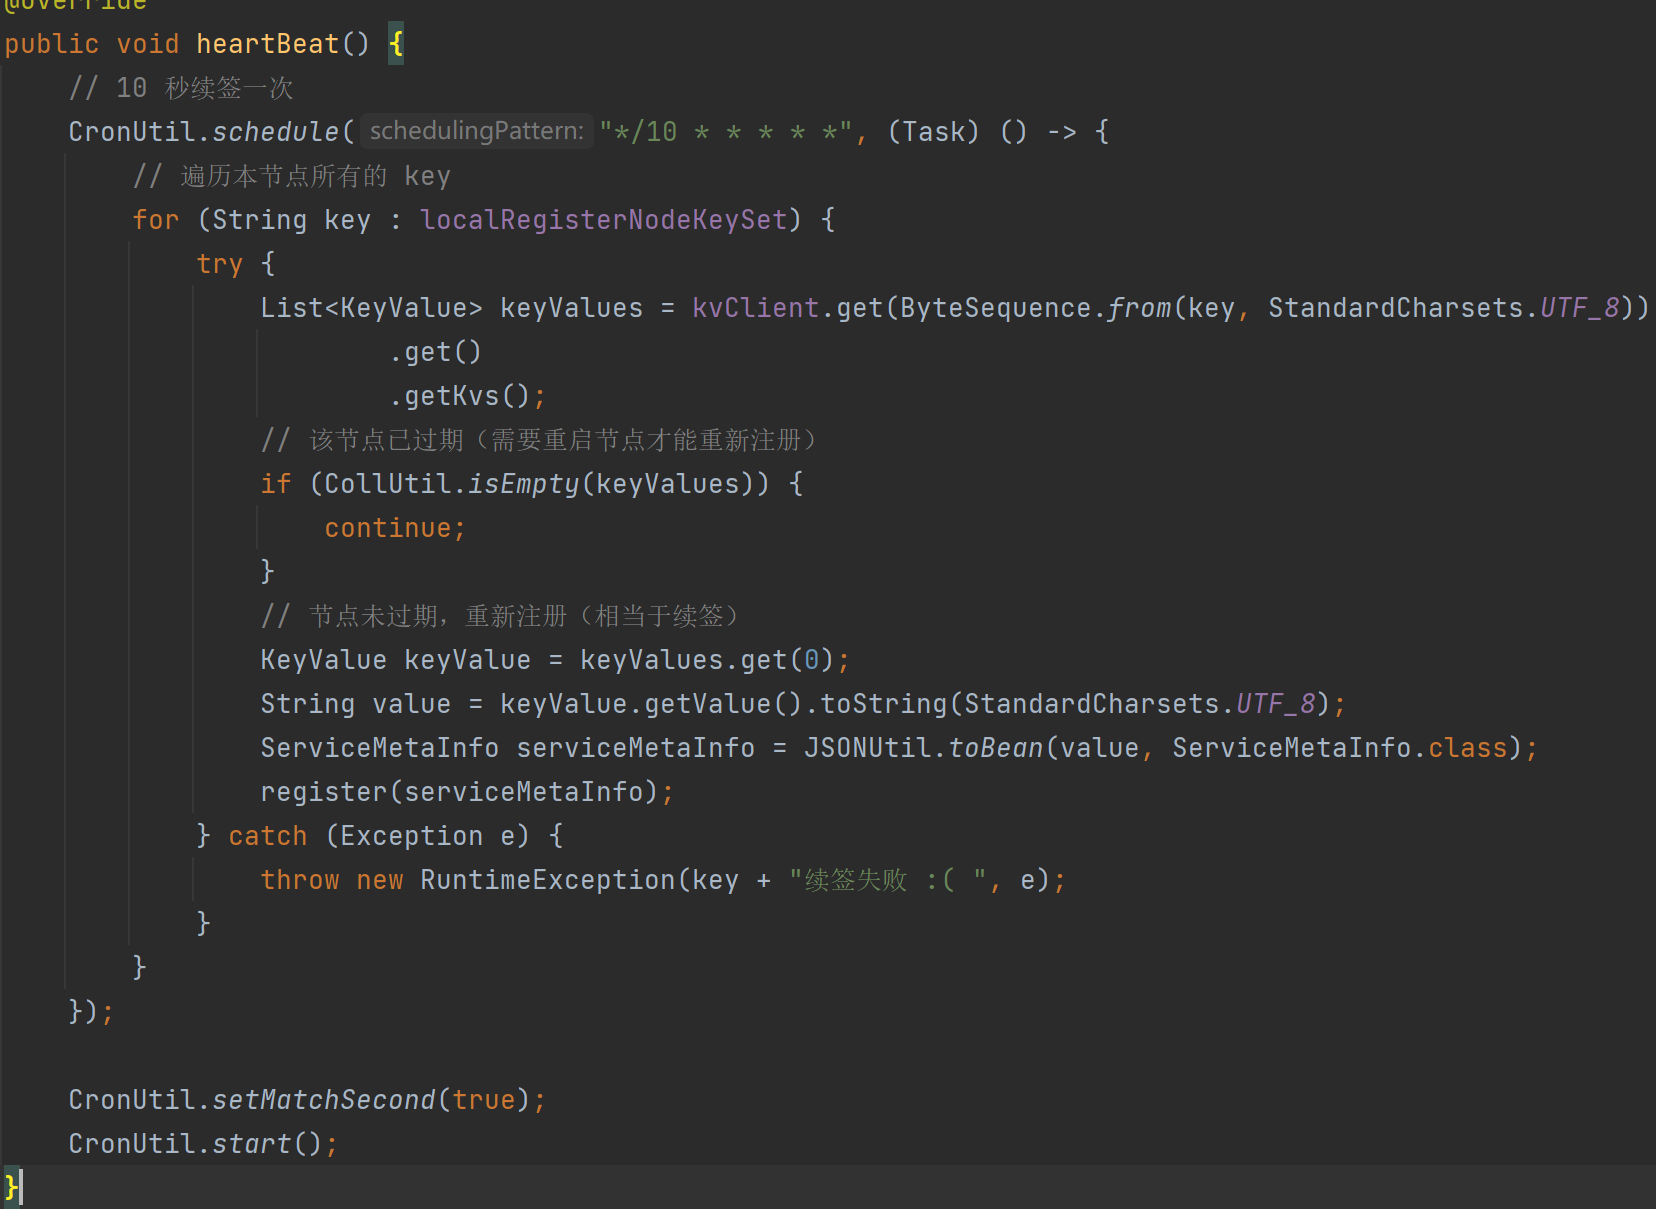 @Override
public void heartBeat() {
    // 10 秒续签一次
    CronUtil.schedule( schedulingPattern: "*/10 * * * * *", (Task) () -> {
        // 遍历本节点所有的 key
        for (String key : localRegisterNodeKeySet) {
            try {
                List<KeyValue> keyValues = kvClient.get(ByteSequence.from(key, StandardCharsets.UTF_8))
                        .get()
                        .getKvs();
                // 该节点已过期（需要重启节点才能重新注册）
                if (CollUtil.isEmpty(keyValues)) {
                    continue;
                }
                // 节点未过期，重新注册（相当于续签）
                KeyValue keyValue = keyValues.get(0);
                String value = keyValue.getValue().toString(StandardCharsets.UTF_8);
                ServiceMetaInfo serviceMetaInfo = JSONUtil.toBean(value, ServiceMetaInfo.class);
                register(serviceMetaInfo);
            } catch (Exception e) {
                throw new RuntimeException(key + "续签失败 :( ", e);
            }
        }
    });
    CronUtil.setMatchSecond(true);
    CronUtil.start();
}